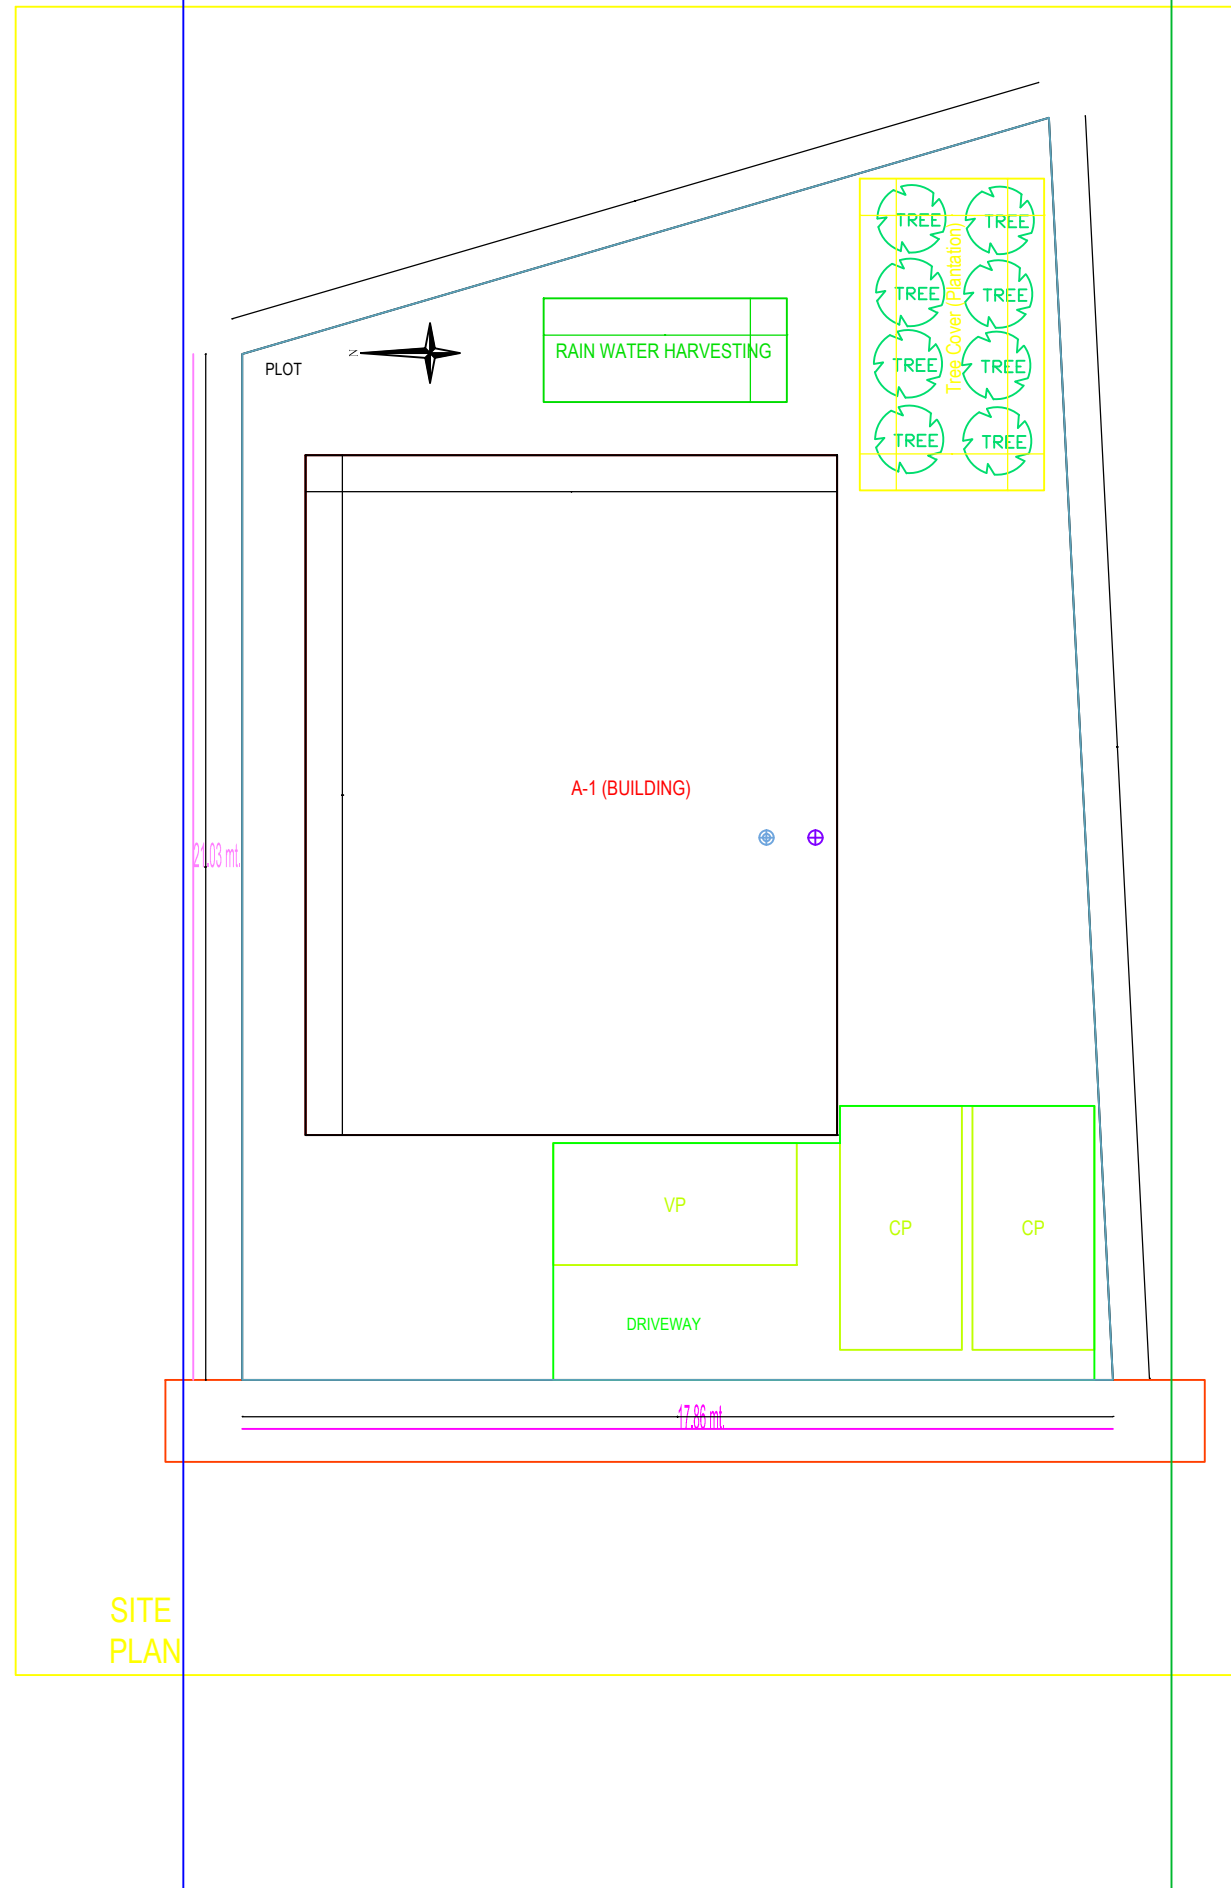 TREE TREE
TREE TREE
TREE TREE
TREE TREE
Tree Cover (Plantation)
RAIN WATER HARVESTING
N
PLOT
A-1 (BUILDING)
21.03 mt.
VP
CP
CP
DRIVEWAY
17.86 mt.
SITE
PLAN